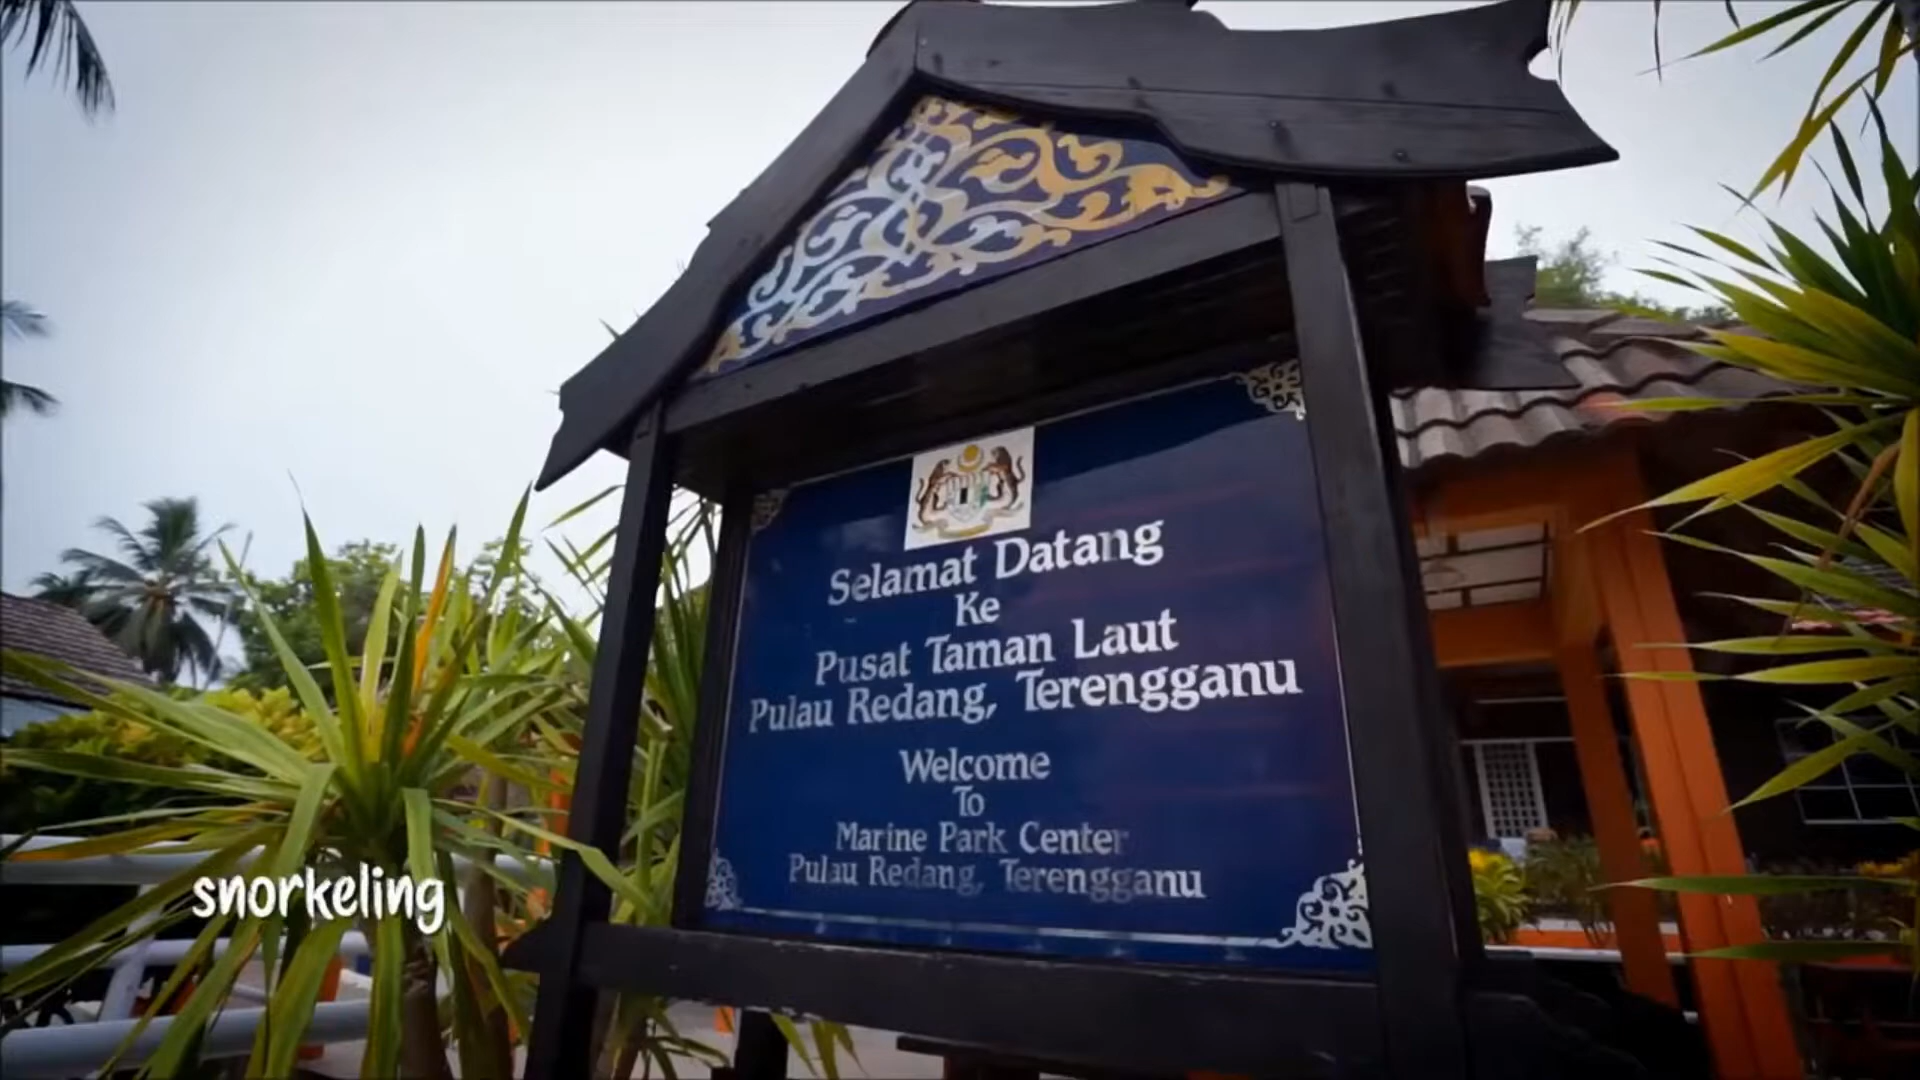 Selamat Datang
Ke
Pusat Taman Laut
Pulau Redang, Terengganu
Welcome
To
Marine Park Center
Pulau Redang, Terengganu
snorkeling